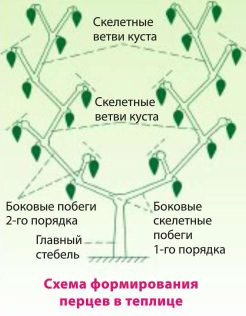 Скелетные
ветви куста
Скелетные
ветви куста
Боковые побеги
2-го порядка
Боковые
скелетные
побеги
1-го порядка
Главный
стебель
Схема формирования
перцев в теплице